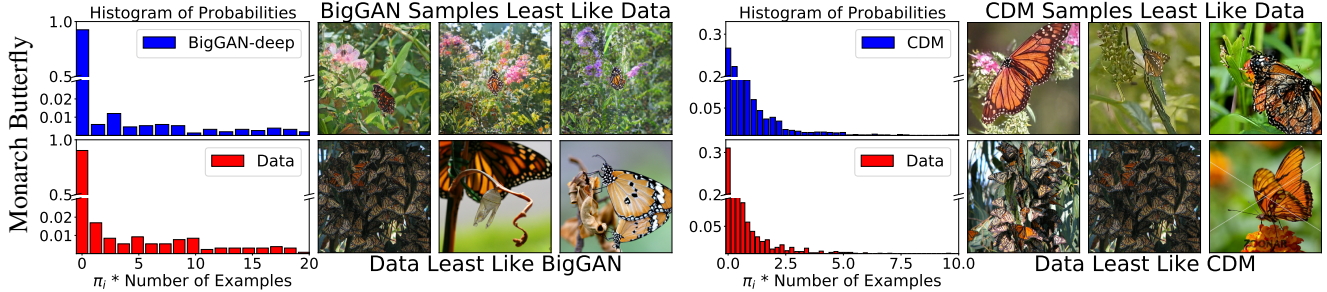 Histogram of Probabilities
BigGAN Samples Least Like Data
Histogram of Probabilities
CDM Samples Least Like Data
Monarch Butterfly
1.0
0.5
0.02
0.01
BigGAN-deep
0.3
0.2
0.05
CDM
1.0
0.5
0.02
0.01
Data
0 5 10 15 20
π_i * Number of Examples
Data Least Like BigGAN
0.3
0.2
0.05
Data
0.0 2.5 5.0 7.5 10.0
π_i * Number of Examples
ZOONAR
Data Least Like CDM